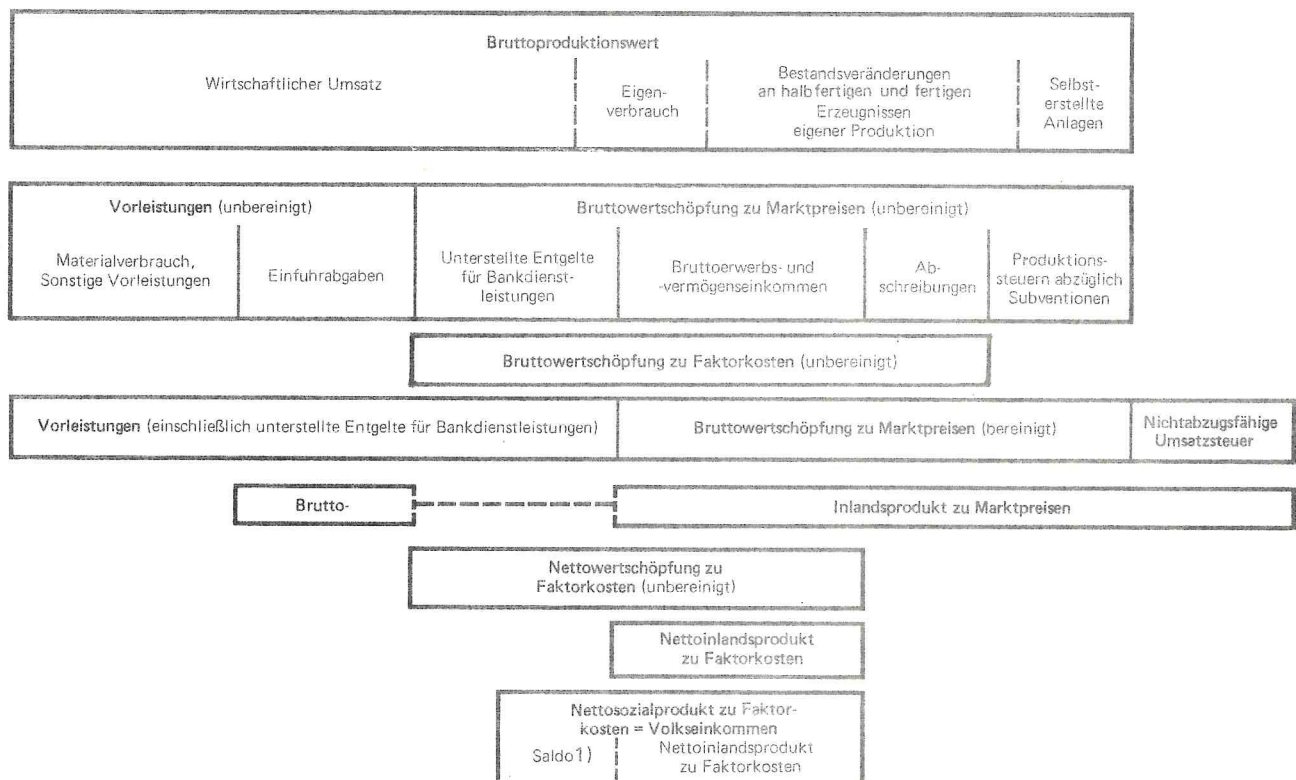 Bruttoproduktionswert
Wirtschaftlicher Umsatz
Eigen-
verbrauch
Bestandsveränderungen
an halbfertigen und fertigen
Erzeugnissen
eigener Produktion
Selbst-
erstellte
Anlagen
Vorleistungen (unbereinigt)
Bruttowertschöpfung zu Marktpreisen (unbereinigt)
Materialverbrauch,
Sonstige Vorleistungen
Einfuhrabgaben
Unterstellte Entgelte
für Bankdienst-
leistungen
Bruttoerwerbs- und
-vermögenseinkommen
Ab-
schreibungen
Produktions-
steuern abzüglich
Subventionen
Bruttowertschöpfung zu Faktorkosten (unbereinigt)
Vorleistungen (einschließlich unterstellte Entgelte für Bankdienstleistungen)
Bruttowertschöpfung zu Marktpreisen (bereinigt)
Nichtabzugsfähige
Umsatzsteuer
Brutto-
Inlandsprodukt zu Marktpreisen
Nettowertschöpfung zu
Faktorkosten (unbereinigt)
Nettoinlandsprodukt
zu Faktorkosten
Nettosozialprodukt zu Faktor-
kosten = Volkseinkommen
Saldo1)
Nettoinlandsprodukt
zu Faktorkosten